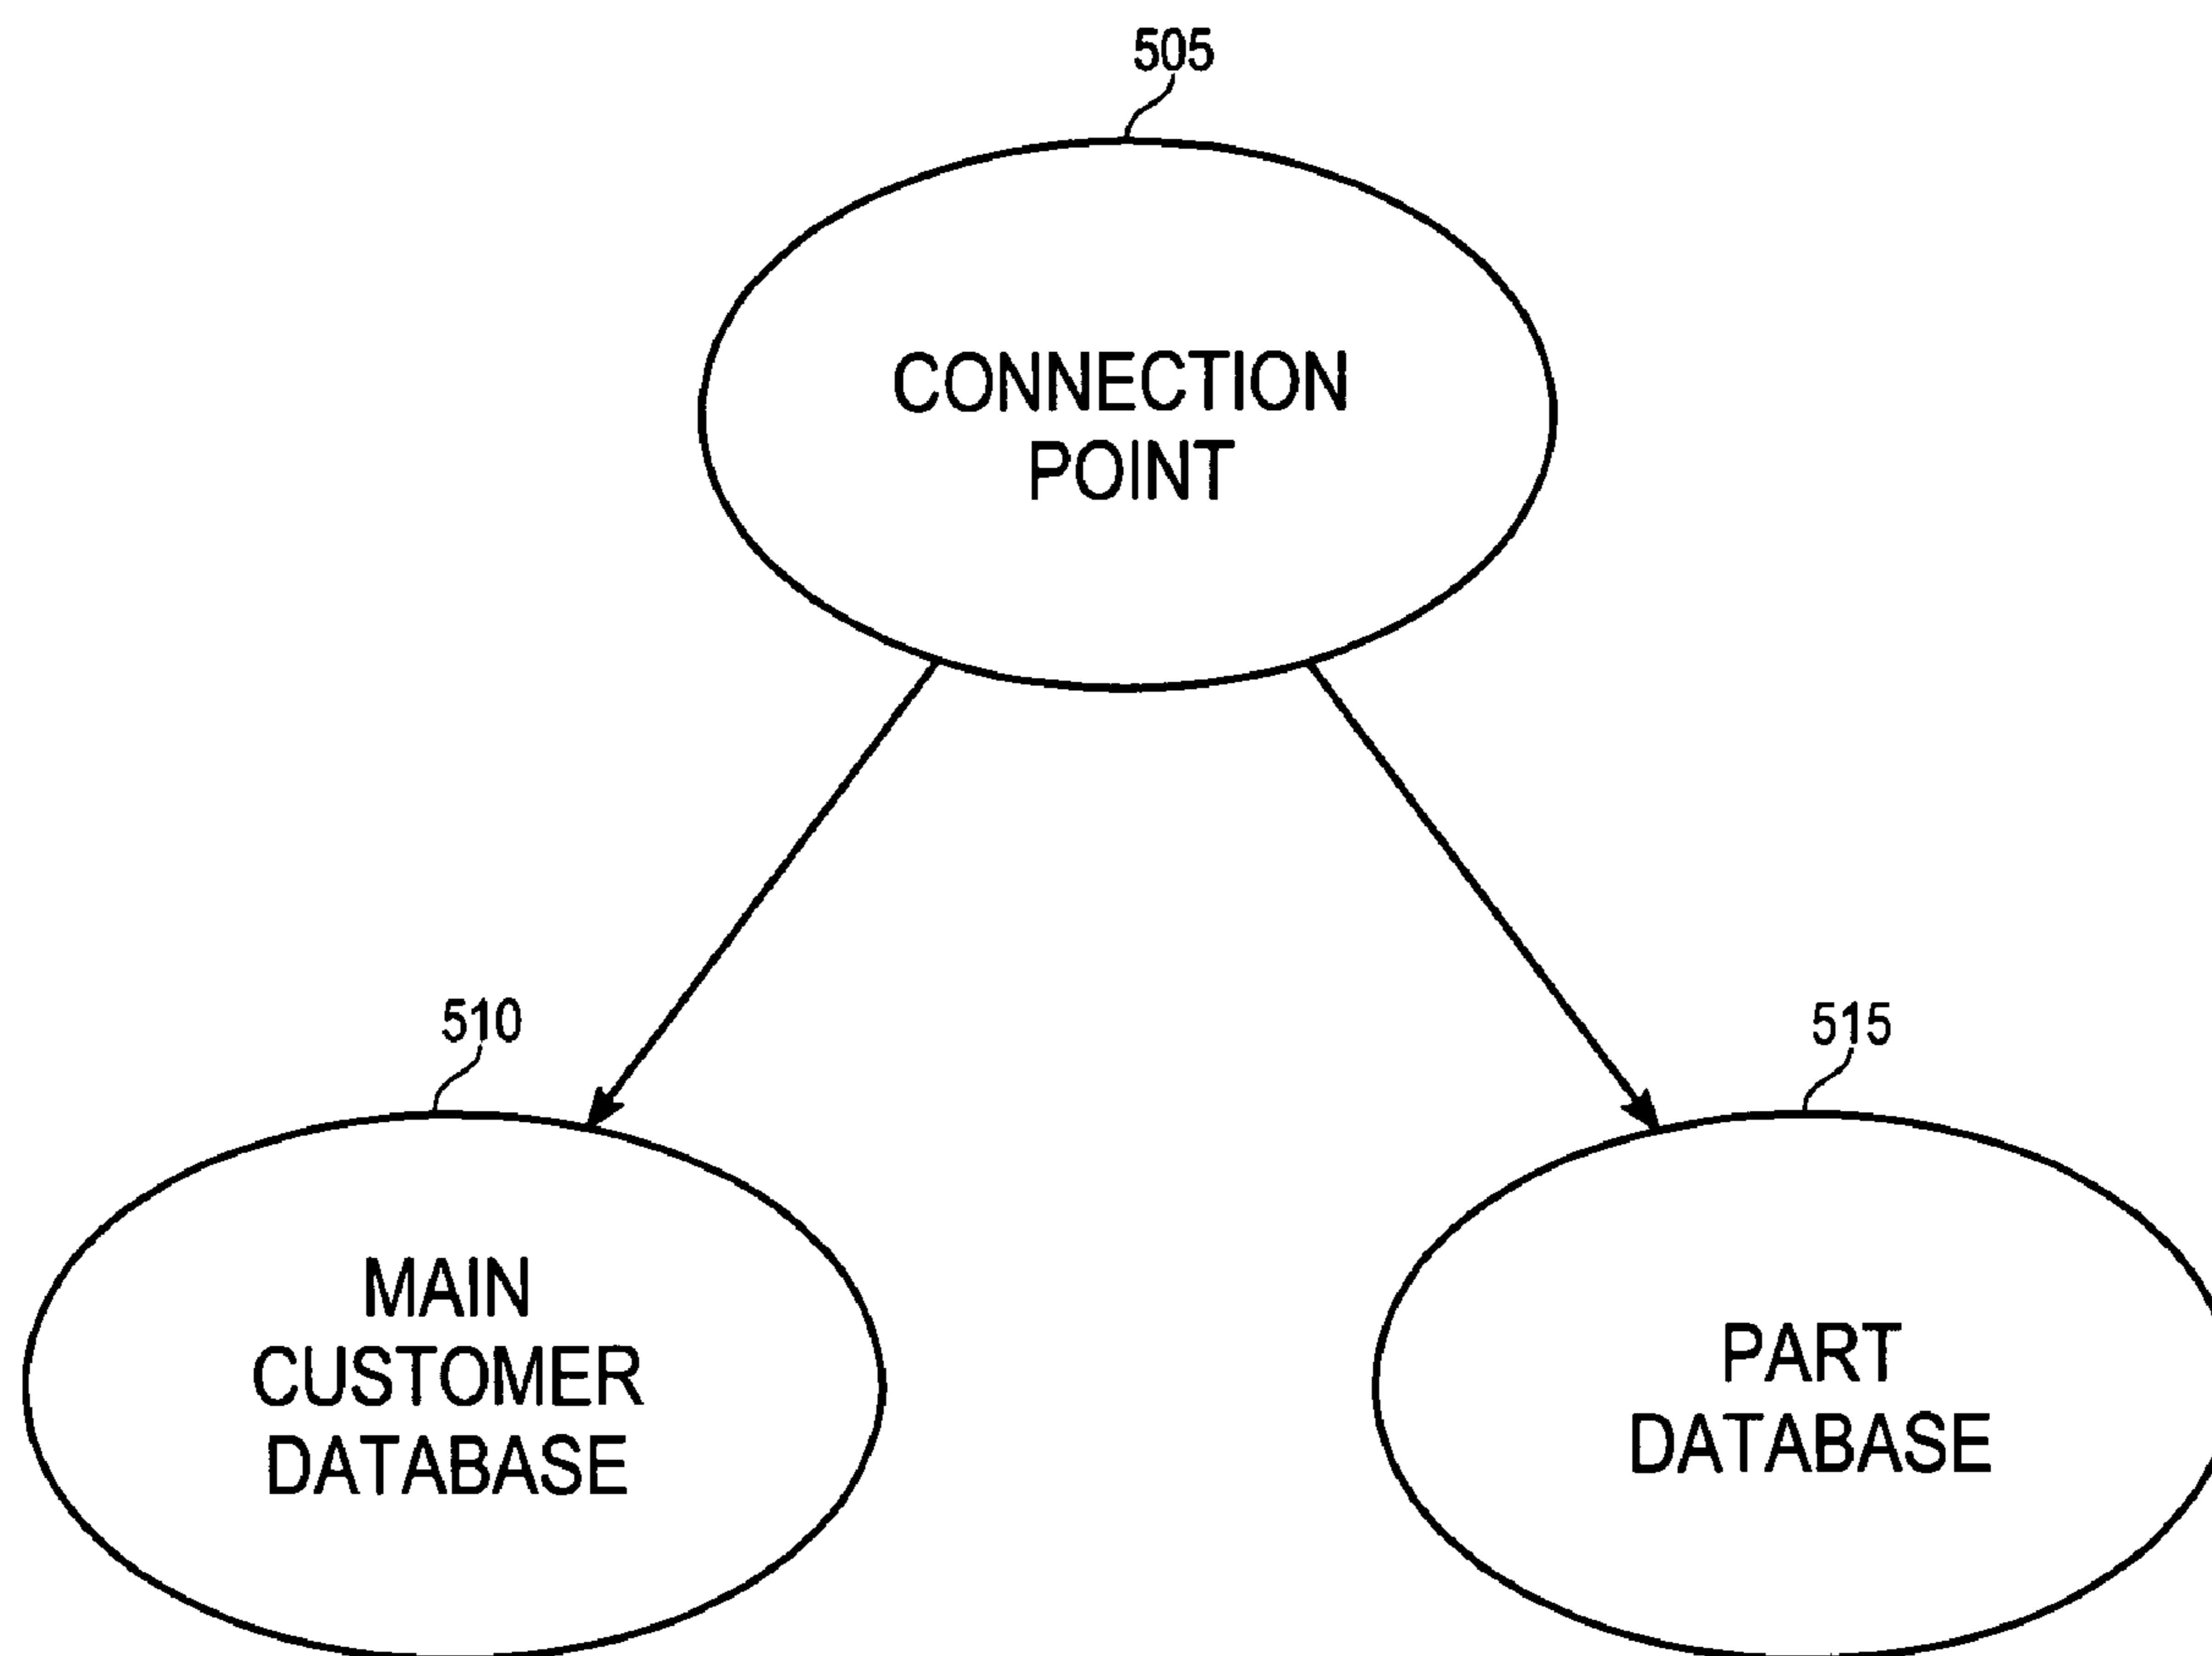 505
CONNECTION
POINT
510
515
MAIN
CUSTOMER
DATABASE
PART
DATABASE